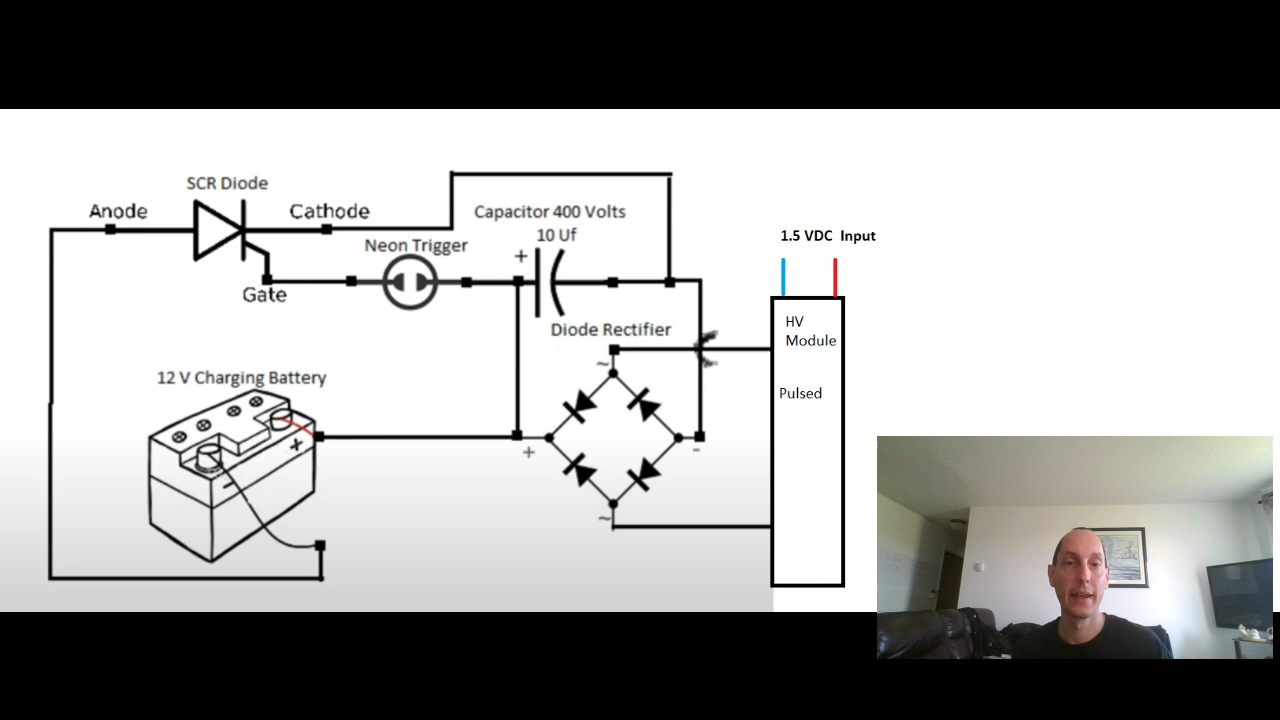 SCR Diode
Anode
Cathode
Capacitor 400 Volts
10 Uf
1.5 VDC Input
Neon Trigger
+
Gate
HV
Module
Diode Rectifier
~
12 V Charging Battery
Pulsed
+
+
-
-
~